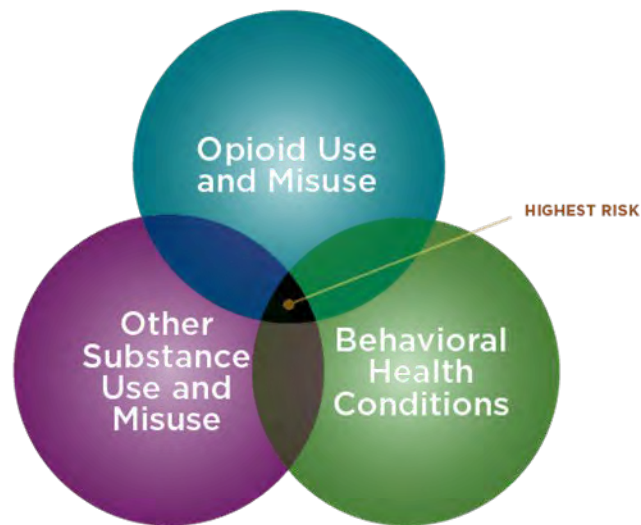 Opioid Use
and Misuse
HIGHEST RISK
Other
Substance
Use and
Misuse
Behavioral
Health
Conditions